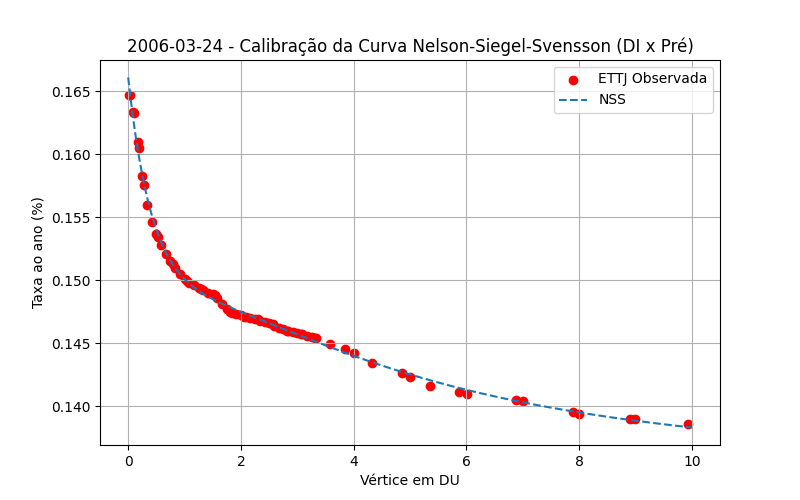 2006-03-24 - Calibração da Curva Nelson-Siegel-Svensson (DI x Pré)
ETTJ Observada
NSS
Taxa ao ano (%)
0.165
0.160
0.155
0.150
0.145
0.140
0 2 4 6 8 10
Vértice em DU